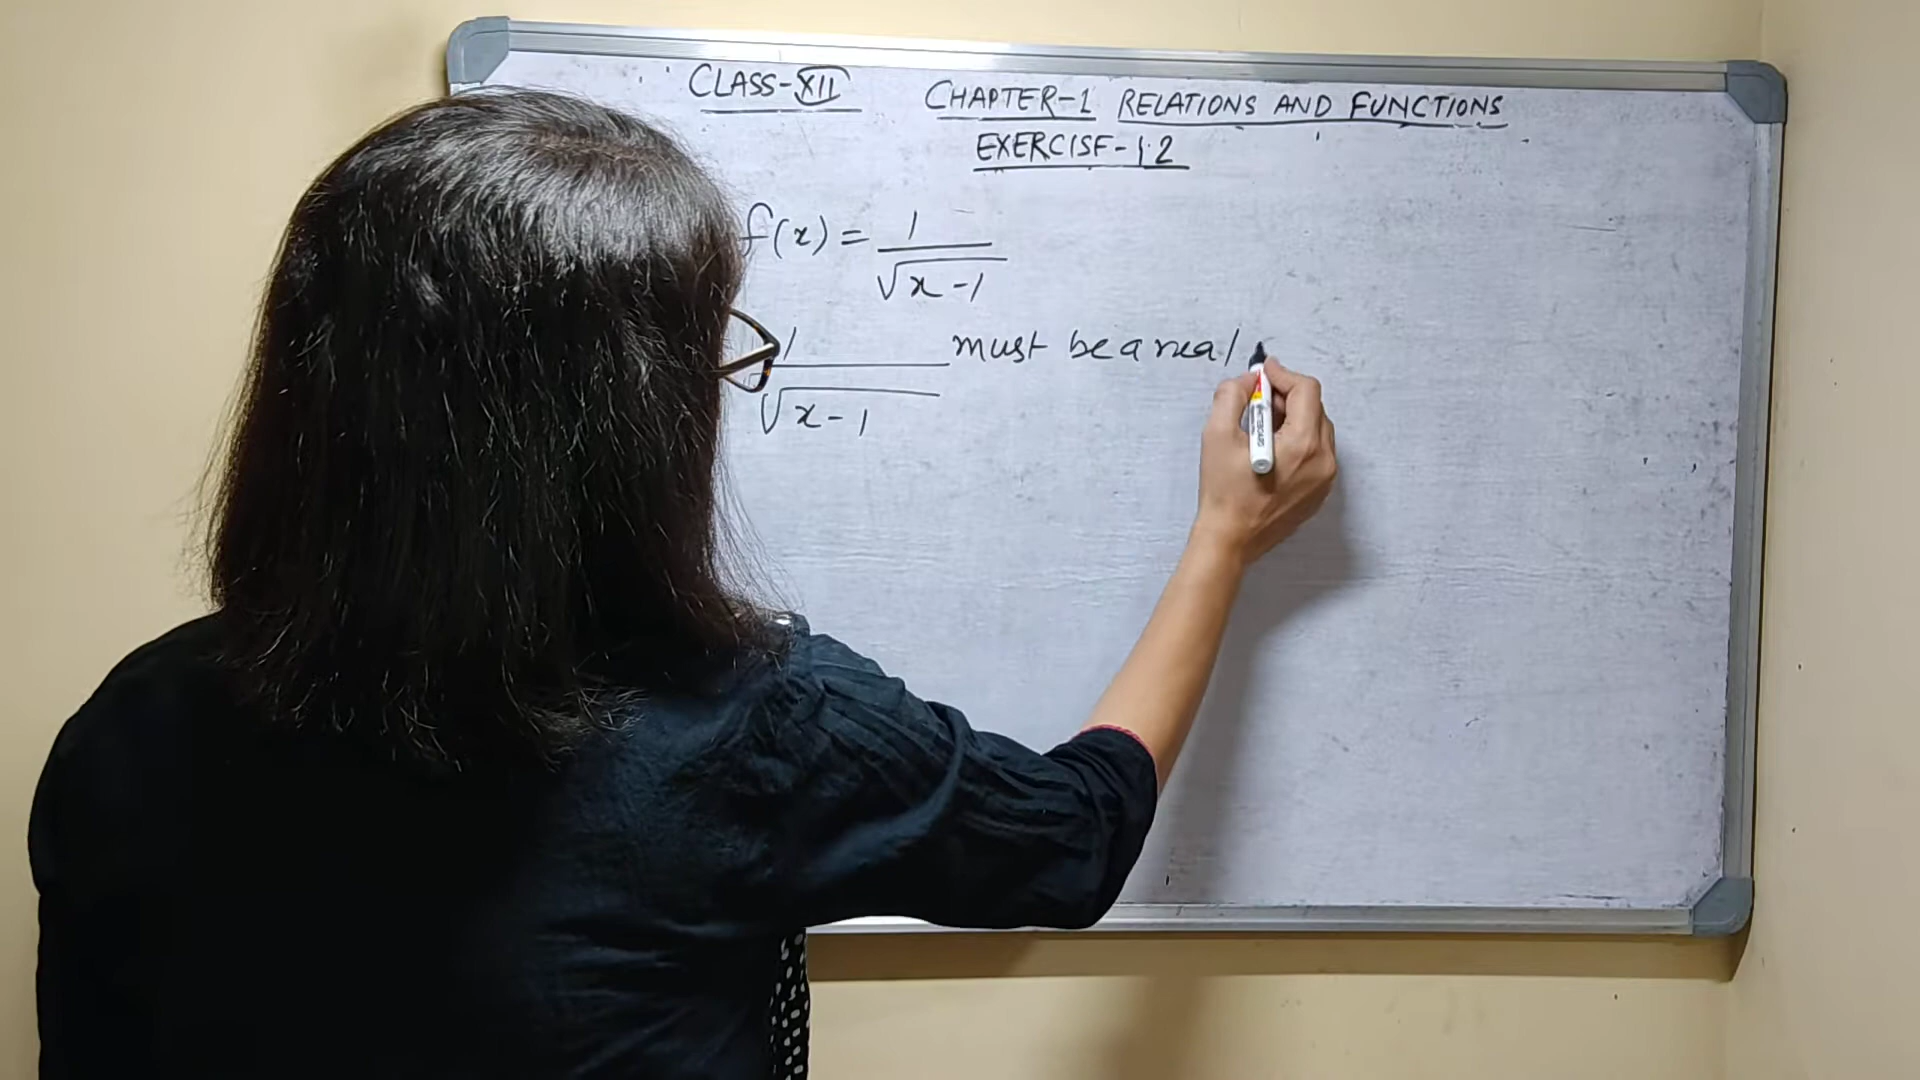 CLASS-XII
CHAPTER-1 RELATIONS AND FUNCTIONS
EXERCISE-1.2
f(x) = 1
√x-1
1 must be a real
√x-1